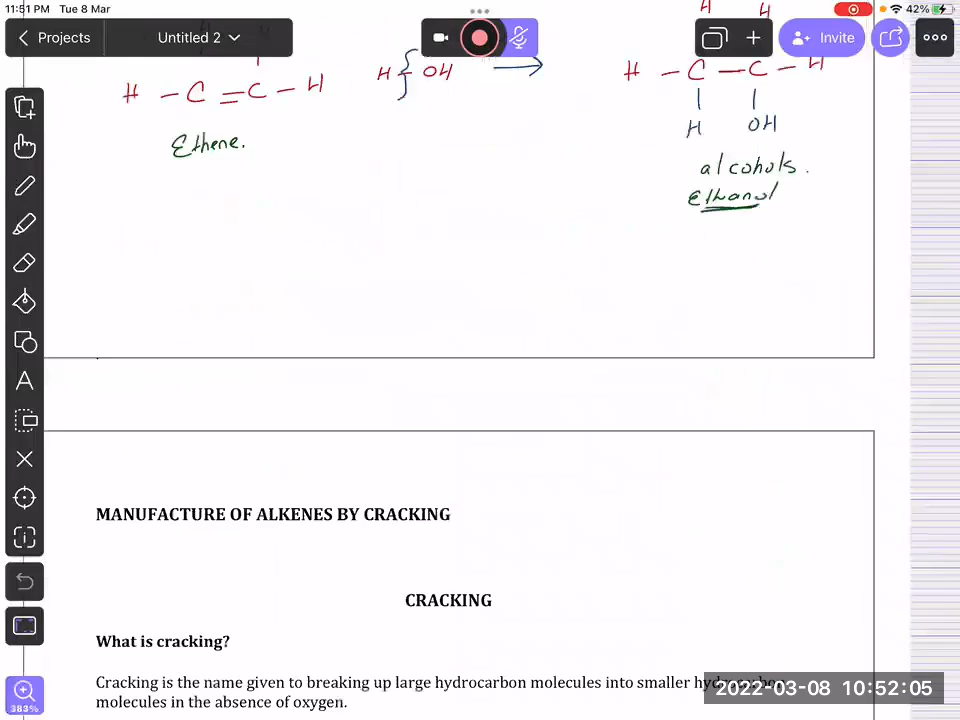 11:51 PM Tue 8 Mar
42%
Projects
Untitled 2
Invite
H H
H - C = C - H
H - OH
H - C - C - H
H OH
Ethene.
alcohols.
Ethanol
MANUFACTURE OF ALKENES BY CRACKING
CRACKING
What is cracking?
Cracking is the name given to breaking up large hydrocarbon molecules into smaller hydrocarbon
molecules in the absence of oxygen.
2022-03-08 10:52:05
383%